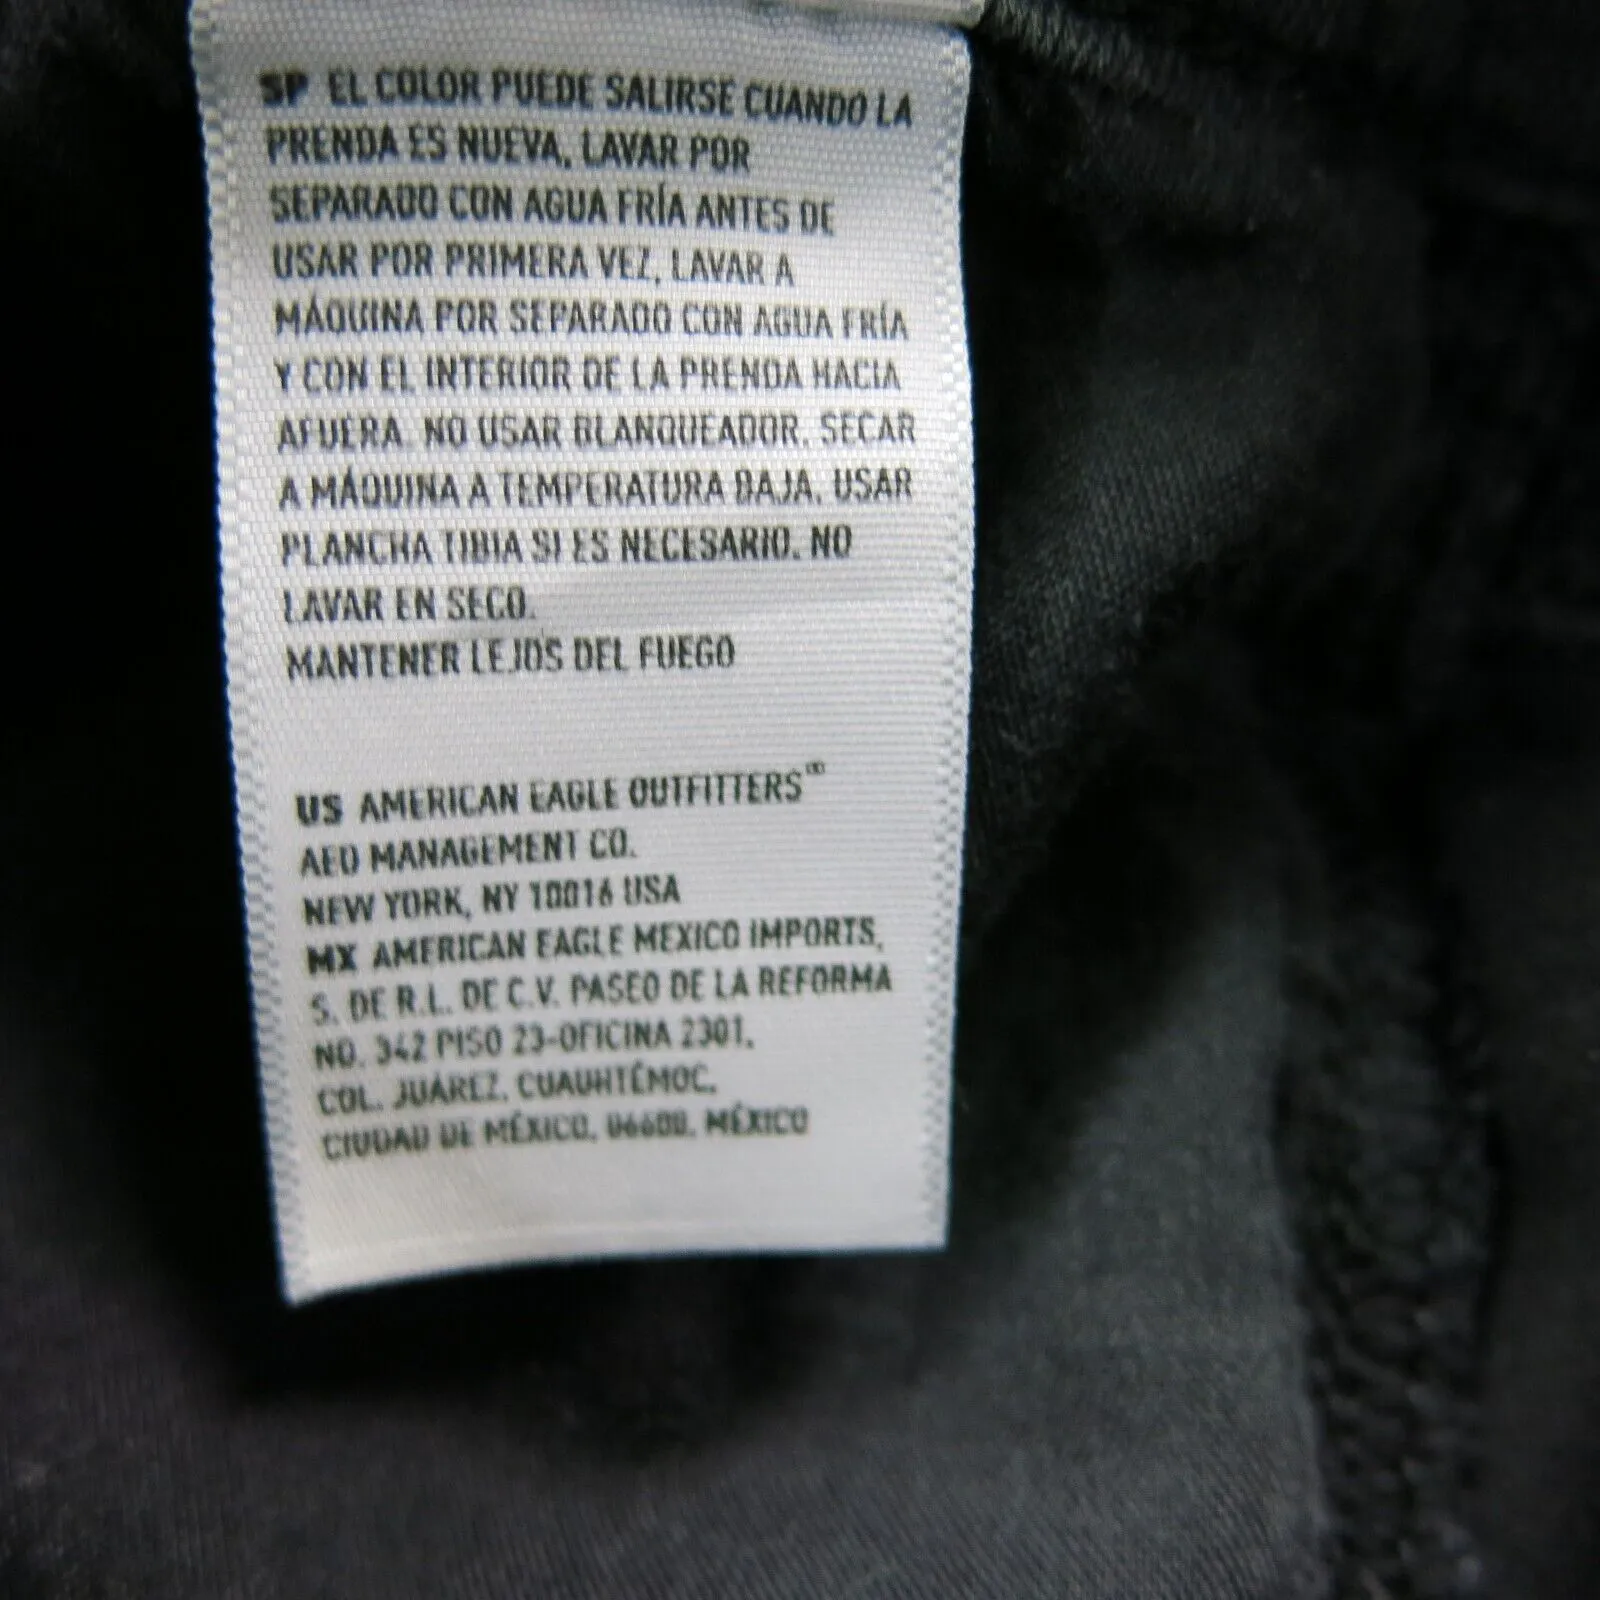 SP EL COLOR PUEDE SALIRSE CUANDO LA
PRENDA ES NUEVA, LAVAR POR
SEPARADO CON AGUA FRÍA ANTES DE
USAR POR PRIMERA VEZ, LAVAR A
MÁQUINA POR SEPARADO CON AGUA FRÍA
Y CON EL INTERIOR DE LA PRENDA HACIA
AFUERA. NO USAR BLANQUEADOR. SECAR
A MÁQUINA A TEMPERATURA BAJA. USAR
PLANCHA TIBIA SI ES NECESARIO. NO
LAVAR EN SECO.
MANTENER LEJOS DEL FUEGO
US AMERICAN EAGLE OUTFITTERS®
AEO MANAGEMENT CO.
NEW YORK, NY 10016 USA
MX AMERICAN EAGLE MEXICO IMPORTS,
S. DE R.L. DE C.V. PASEO DE LA REFORMA
NO. 342 PISO 23-OFICINA 2301,
COL. JUÁREZ, CUAUHTÉMOC,
CIUDAD DE MÉXICO, 06600, MÉXICO